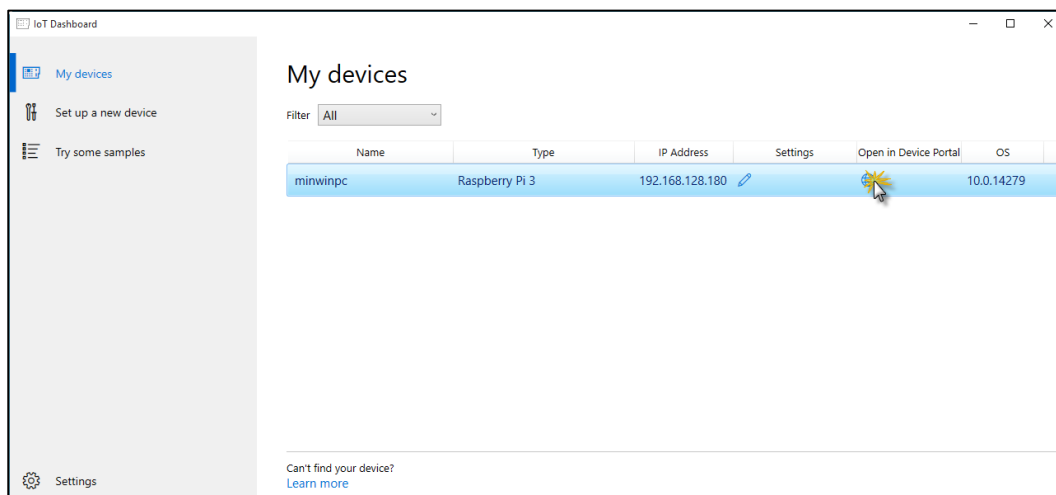 IoT Dashboard
My devices
Set up a new device
Try some samples
Settings
My devices
Filter All
Name Type IP Address Settings Open in Device Portal OS
minwinpc Raspberry Pi 3 192.168.128.180 10.0.14279
Can't find your device?
Learn more